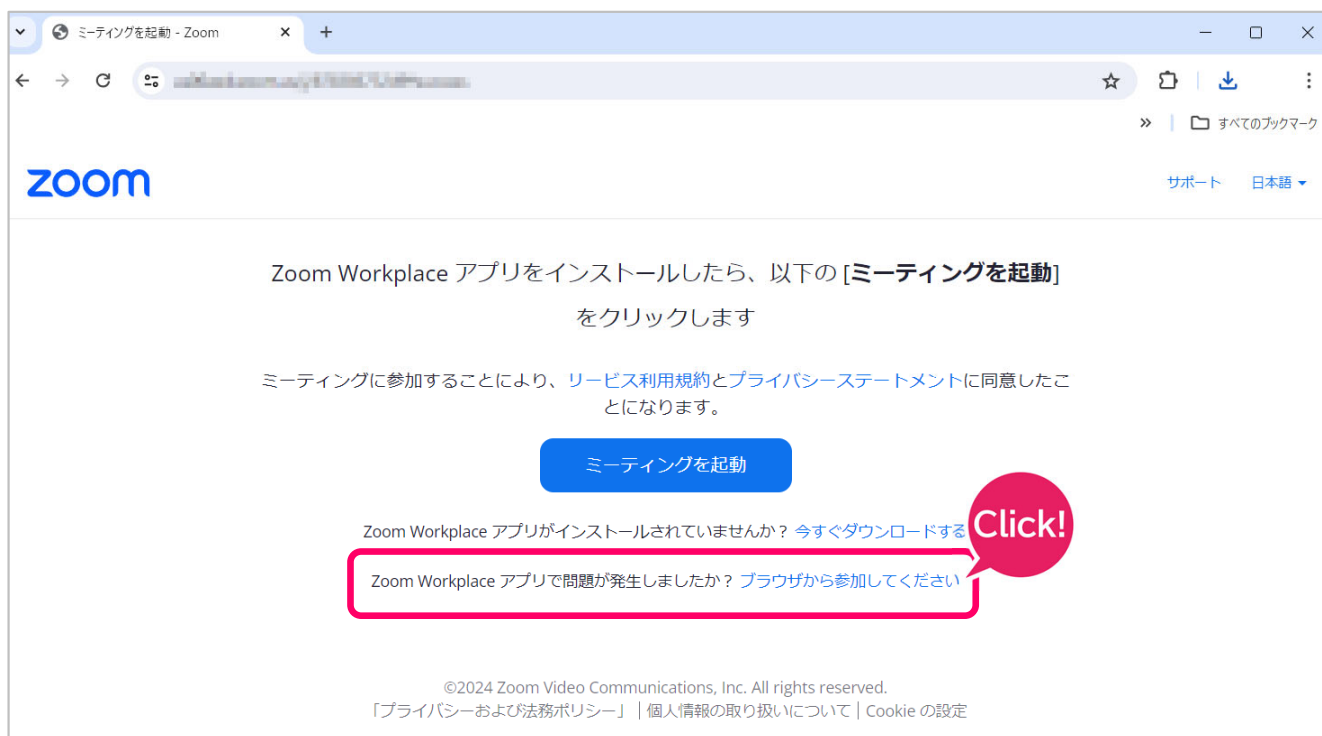 ミーティングを起動 - Zoom
すべてのブックマーク
zoom
サポート 日本語
Zoom Workplace アプリをインストールしたら、以下の [ミーティングを起動]
をクリックします
ミーティングに参加することにより、リービス利用規約とプライバシーステートメントに同意したこ
とになります。
ミーティングを起動
Zoom Workplace アプリがインストールされていませんか？ 今すぐダウンロードする
Click!
Zoom Workplace アプリで問題が発生しましたか？ ブラウザから参加してください
©2024 Zoom Video Communications, Inc. All rights reserved.
「プライバシーおよび法務ポリシー」 | 個人情報の取り扱いについて | Cookie の設定